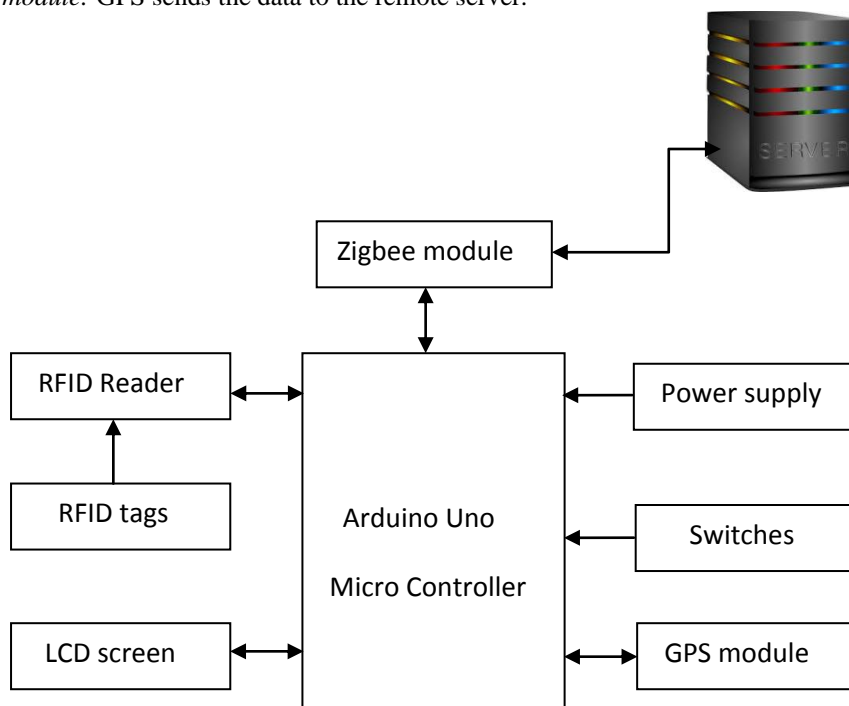 module. GPS sends the data to the remote server.
SERVER
Zigbee module
RFID Reader
Power supply
RFID tags
Arduino Uno
Micro Controller
Switches
LCD screen
GPS module